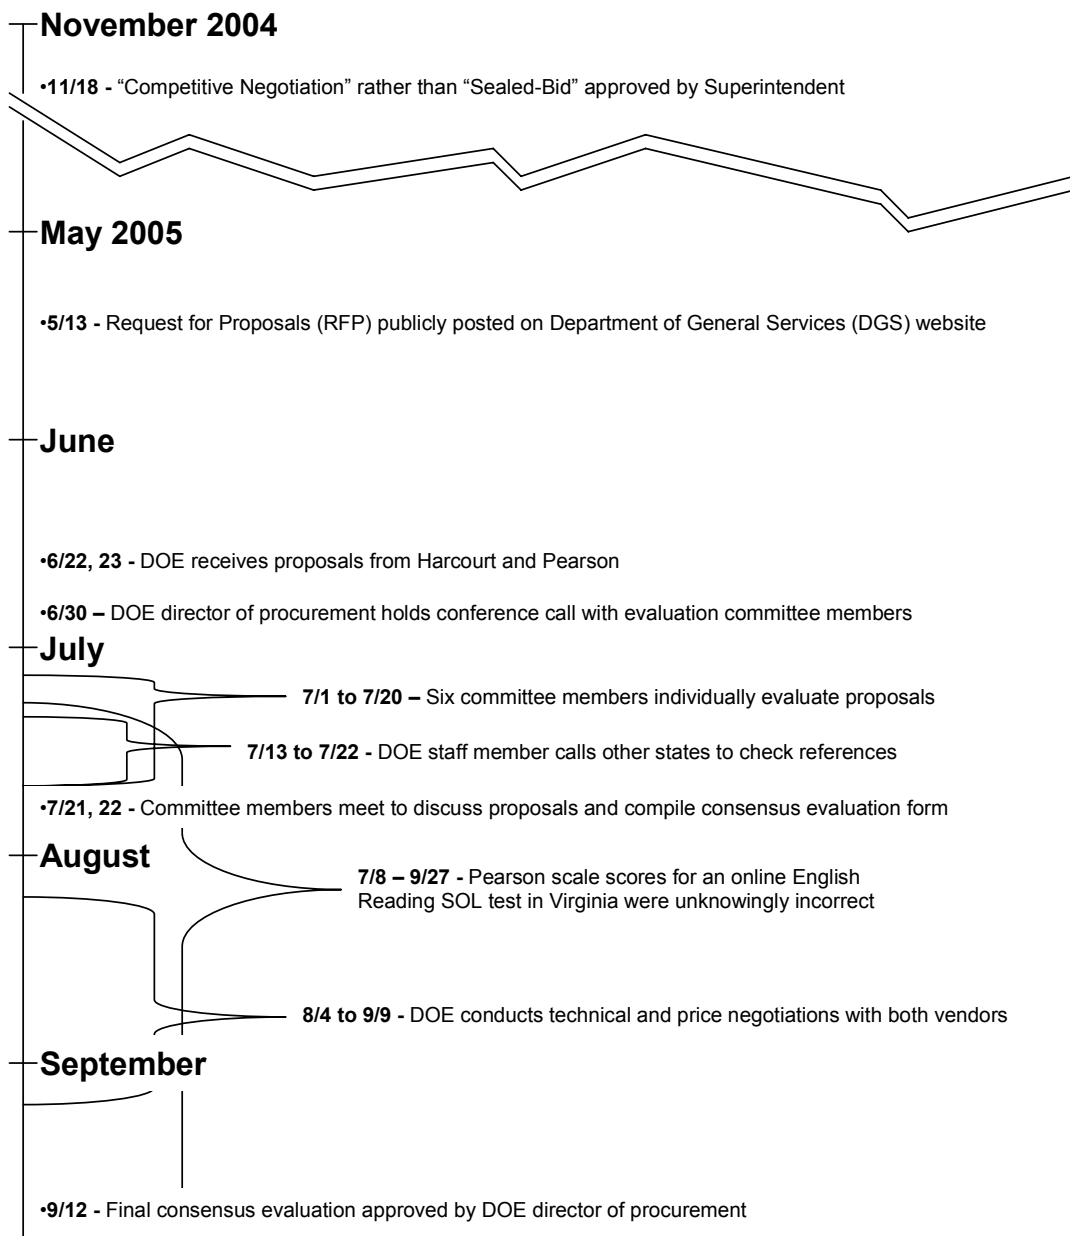 November 2004
•11/18 - “Competitive Negotiation” rather than “Sealed-Bid” approved by Superintendent
May 2005
•5/13 - Request for Proposals (RFP) publicly posted on Department of General Services (DGS) website
June
•6/22, 23 - DOE receives proposals from Harcourt and Pearson
•6/30 – DOE director of procurement holds conference call with evaluation committee members
July
7/1 to 7/20 – Six committee members individually evaluate proposals
7/13 to 7/22 - DOE staff member calls other states to check references
•7/21, 22 - Committee members meet to discuss proposals and compile consensus evaluation form
August
7/8 – 9/27 - Pearson scale scores for an online English
Reading SOL test in Virginia were unknowingly incorrect
8/4 to 9/9 - DOE conducts technical and price negotiations with both vendors
September
•9/12 - Final consensus evaluation approved by DOE director of procurement